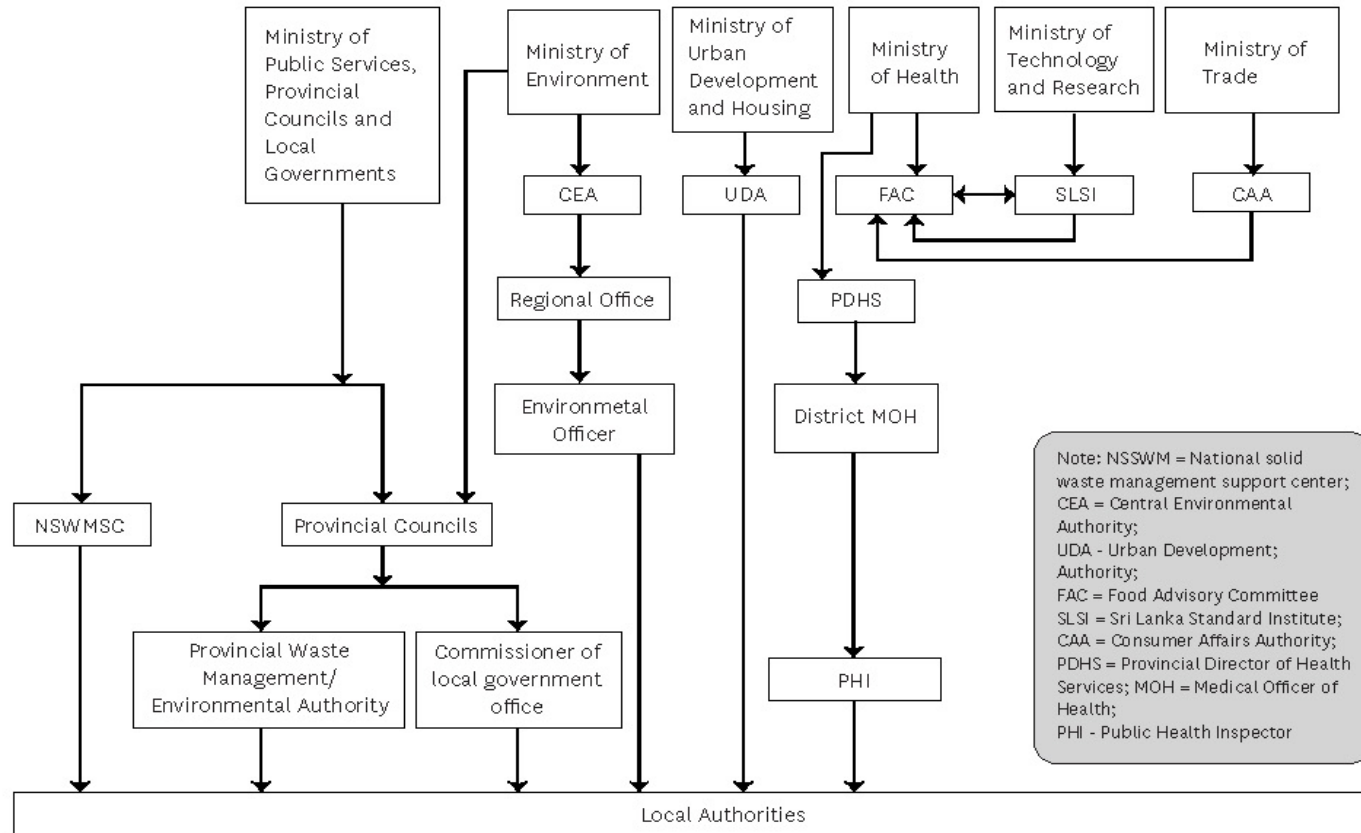 Ministry of
Public Services,
Provincial
Councils and
Local
Governments
Ministry of
Environment
Ministry of
Urban
Development
and Housing
Ministry
of Health
Ministry of
Technology
and Research
Ministry of
Trade
CEA
UDA
FAC
SLSI
CAA
Regional Office
PDHS
Environmetal
Officer
District MOH
NSWMSC
Provincial Councils
Provincial Waste
Management/
Environmental Authority
Commissioner of
local government
office
PHI
Note: NSSWM = National solid
waste management support center;
CEA = Central Environmental
Authority;
UDA - Urban Development;
Authority;
FAC = Food Advisory Committee
SLSI = Sri Lanka Standard Institute;
CAA = Consumer Affairs Authority;
PDHS = Provincial Director of Health
Services; MOH = Medical Officer of
Health;
PHI - Public Health Inspector
Local Authorities